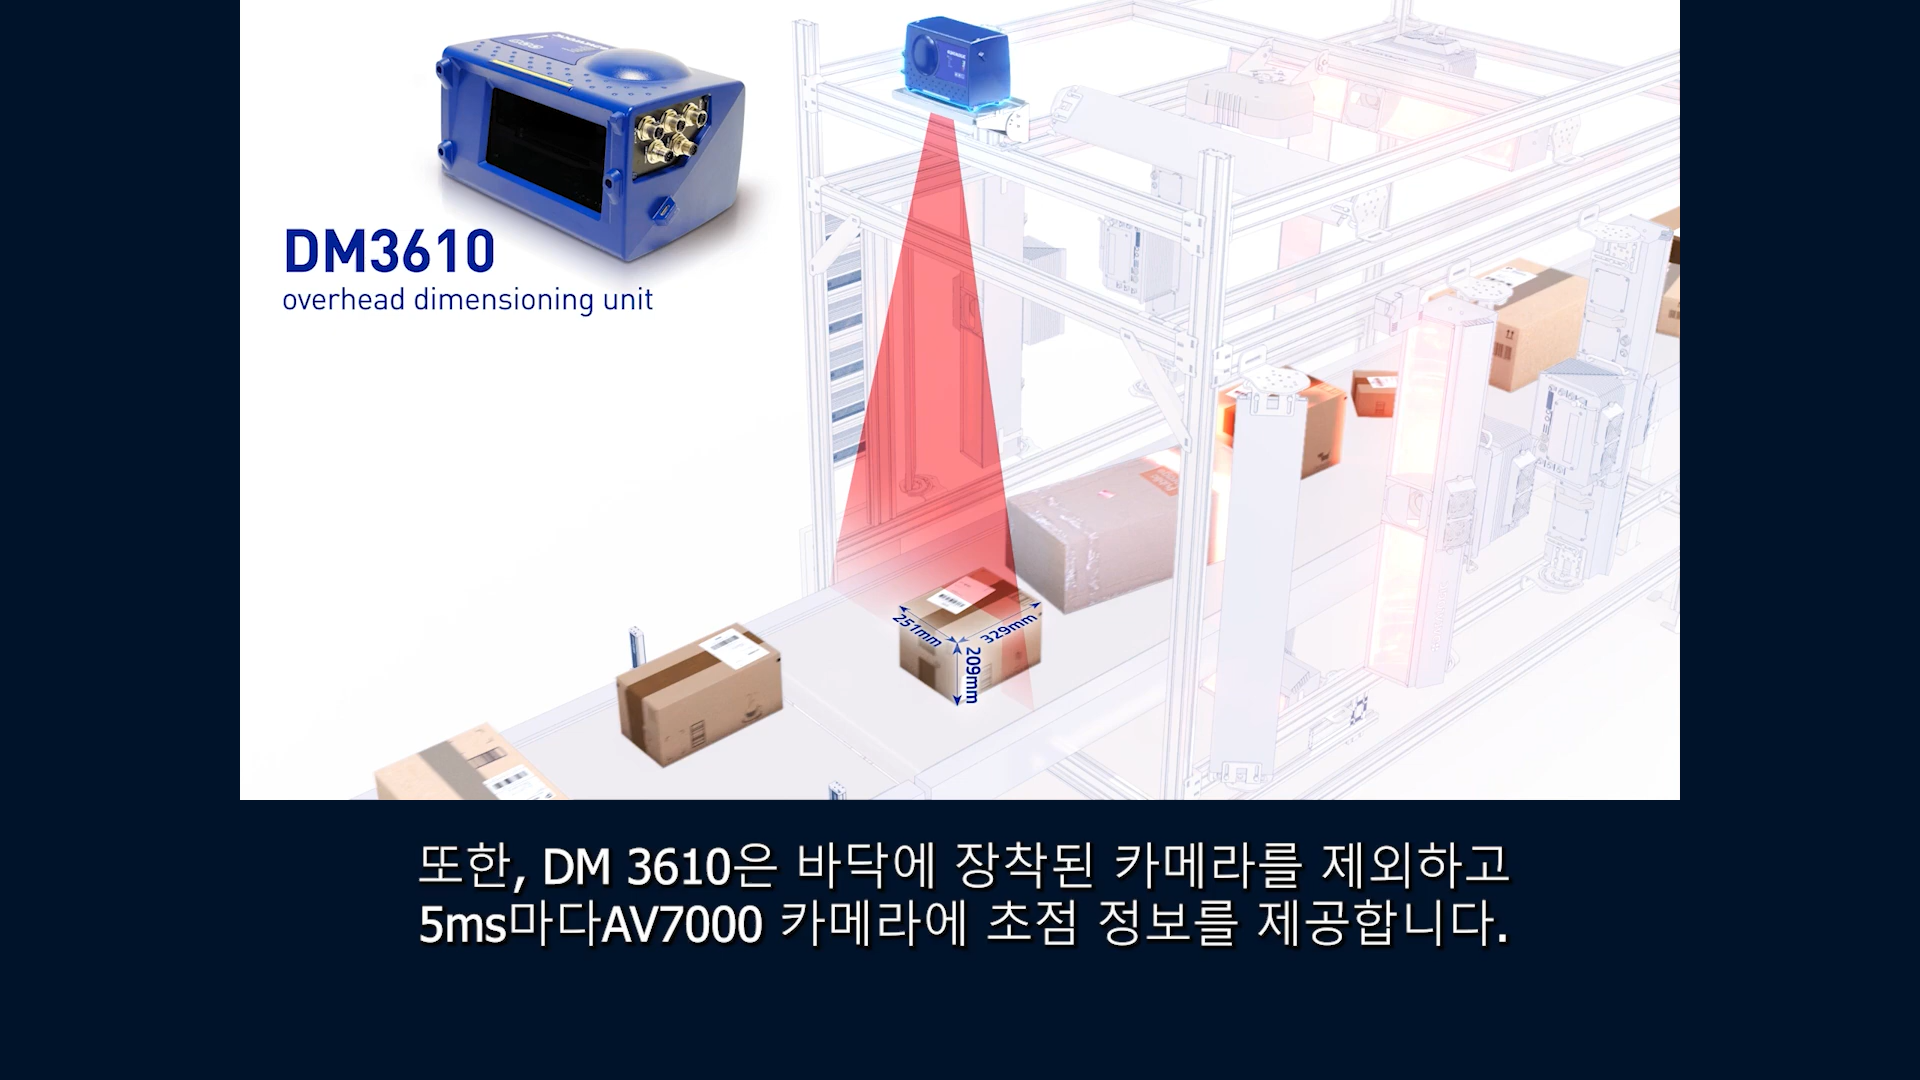 DM3610
overhead dimensioning unit
251mm
329mm
209mm
또한, DM 3610은 바닥에 장착된 카메라를 제외하고
5ms마다AV7000 카메라에 초점 정보를 제공합니다.